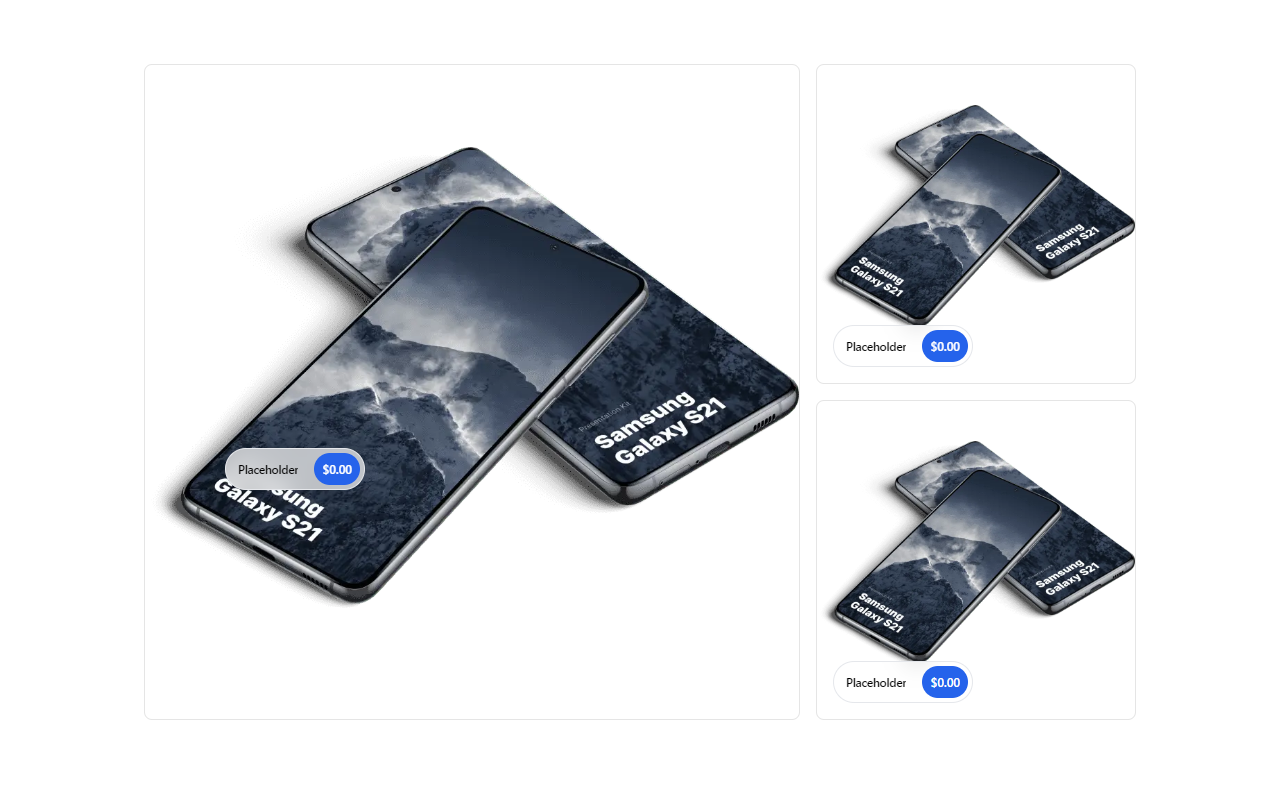 Presentation Kit
Samsung
Galaxy S21
Placeholder $0.00
sung
Galaxy S21
Samsung
Galaxy S21
Samsung
Galaxy S21
Placeholder $0.00
Samsung
Galaxy S21
Samsung
Galaxy S21
Placeholder $0.00